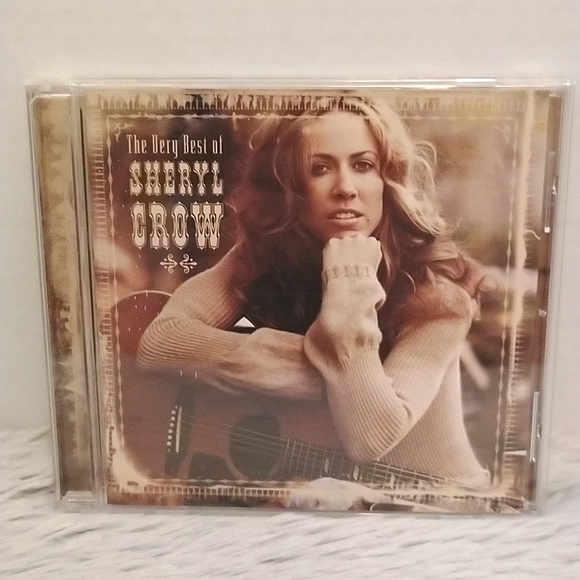 The Very Best of
SHERYL
CROW